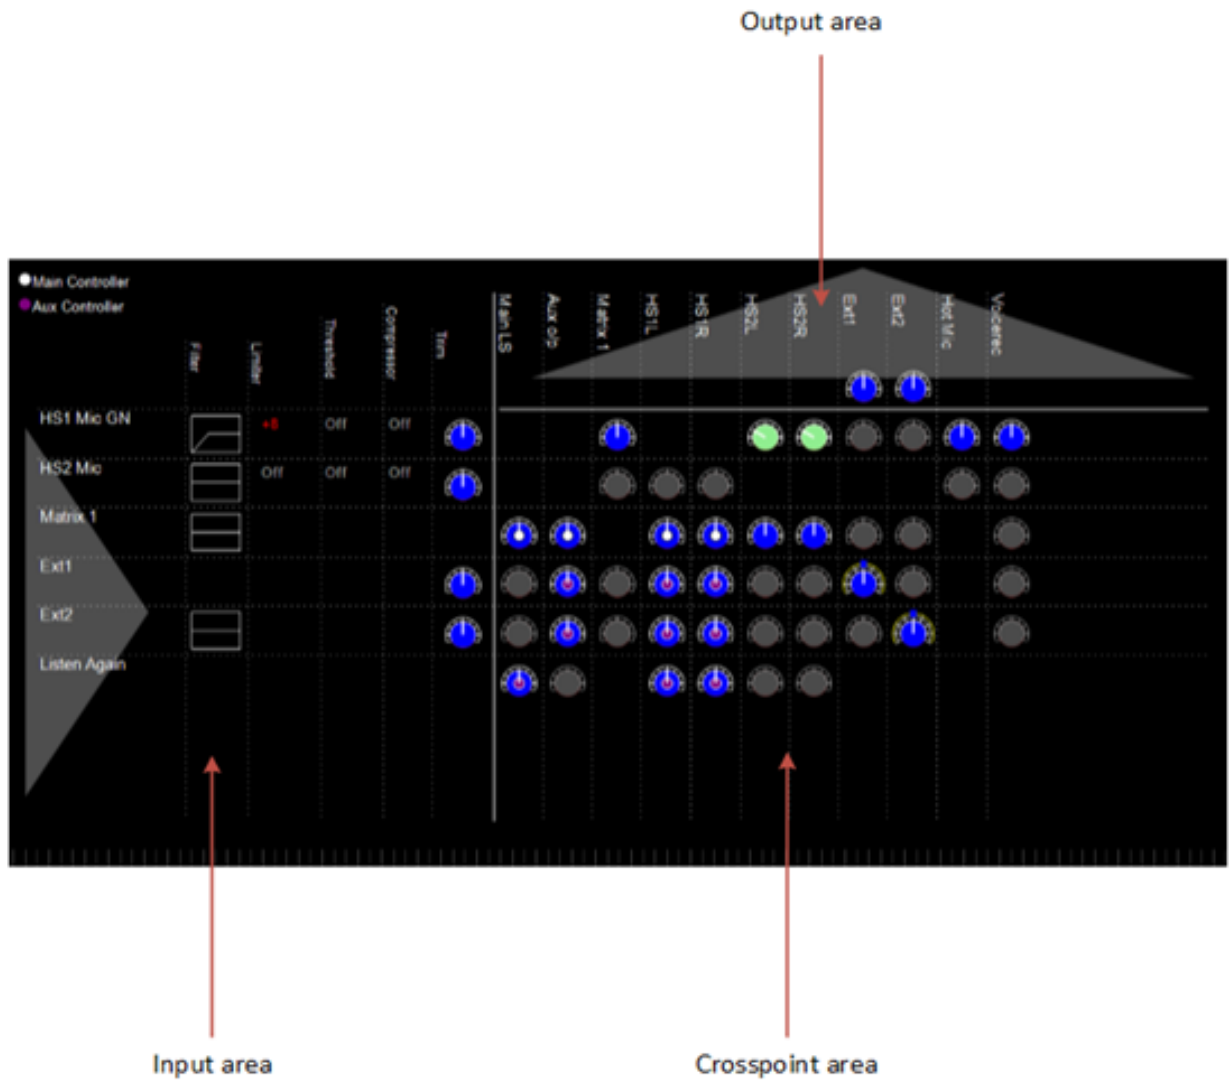 Output area
Main Controller
Aux Controller
Filter
Limiter
Threshold
Compressor
Trim
Main LS
Aux o/p
Matrix 1
HS1L
HS1R
HS2L
HS2R
Ext1
Ext2
Hot Mic
Voicerec
HS1 Mic GN
+8
Off
Off
HS2 Mic
Off
Off
Off
Matrix 1
Ext1
Ext2
Listen Again
Input area
Crosspoint area